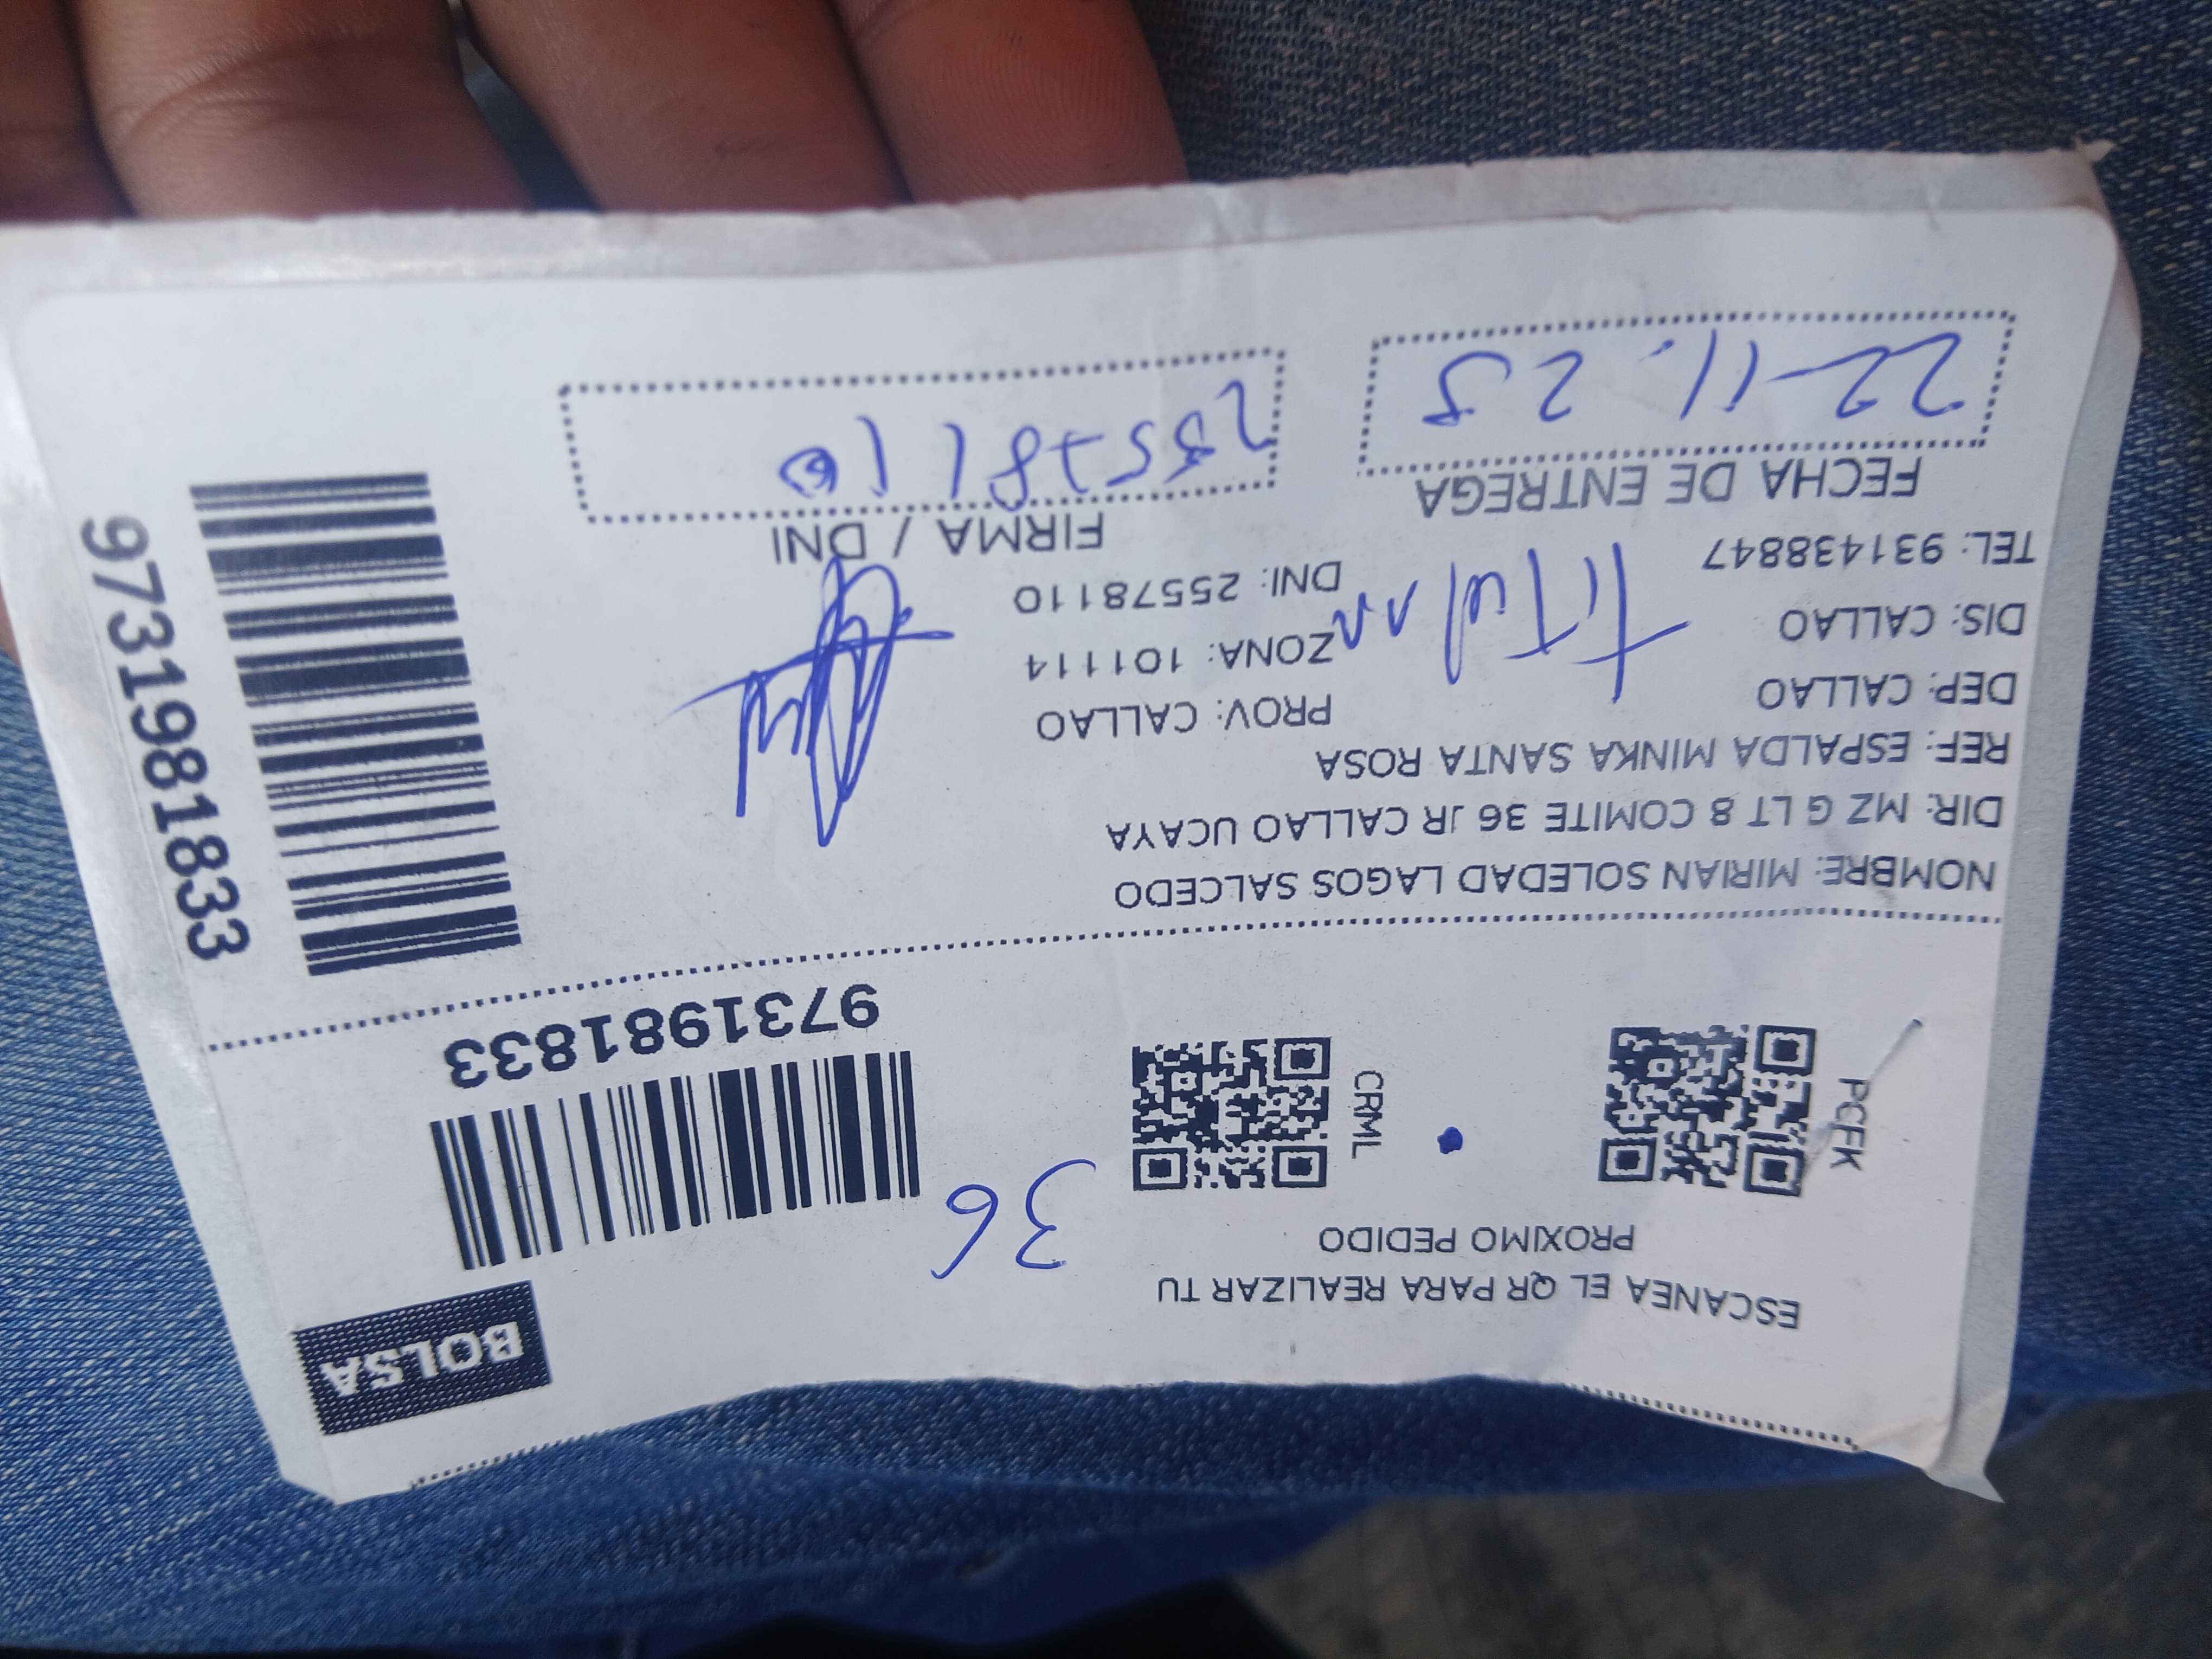 BOLSA
ESCANEA EL QR PARA REALIZAR TU
PROXIMO PEDIDO
PCFK
CRML
36
9731981833
NOMBRE: MIRIAN SOLEDAD LAGOS SALCEDO
DIR: MZ G LT 8 COMITE 36 JR CALLAO UCAYA
REF: ESPALDA MINKA SANTA ROSA
DEP: CALLAO PROV: CALLAO
DIS: CALLAO ZONA: 101114
TEL: 931438847 DNI: 25578110
Titular
FECHA DE ENTREGA FIRMA / DNI
22-11.25 25578110
9731981833